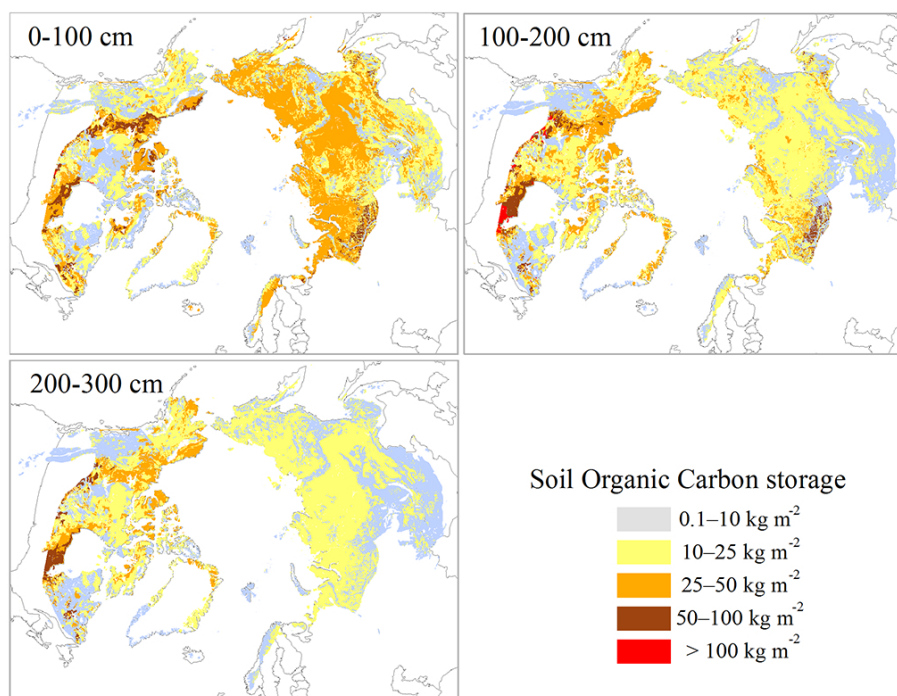 0-100 cm
100-200 cm
200-300 cm
Soil Organic Carbon storage
0.1–10 kg m⁻²
10–25 kg m⁻²
25–50 kg m⁻²
50–100 kg m⁻²
> 100 kg m⁻²